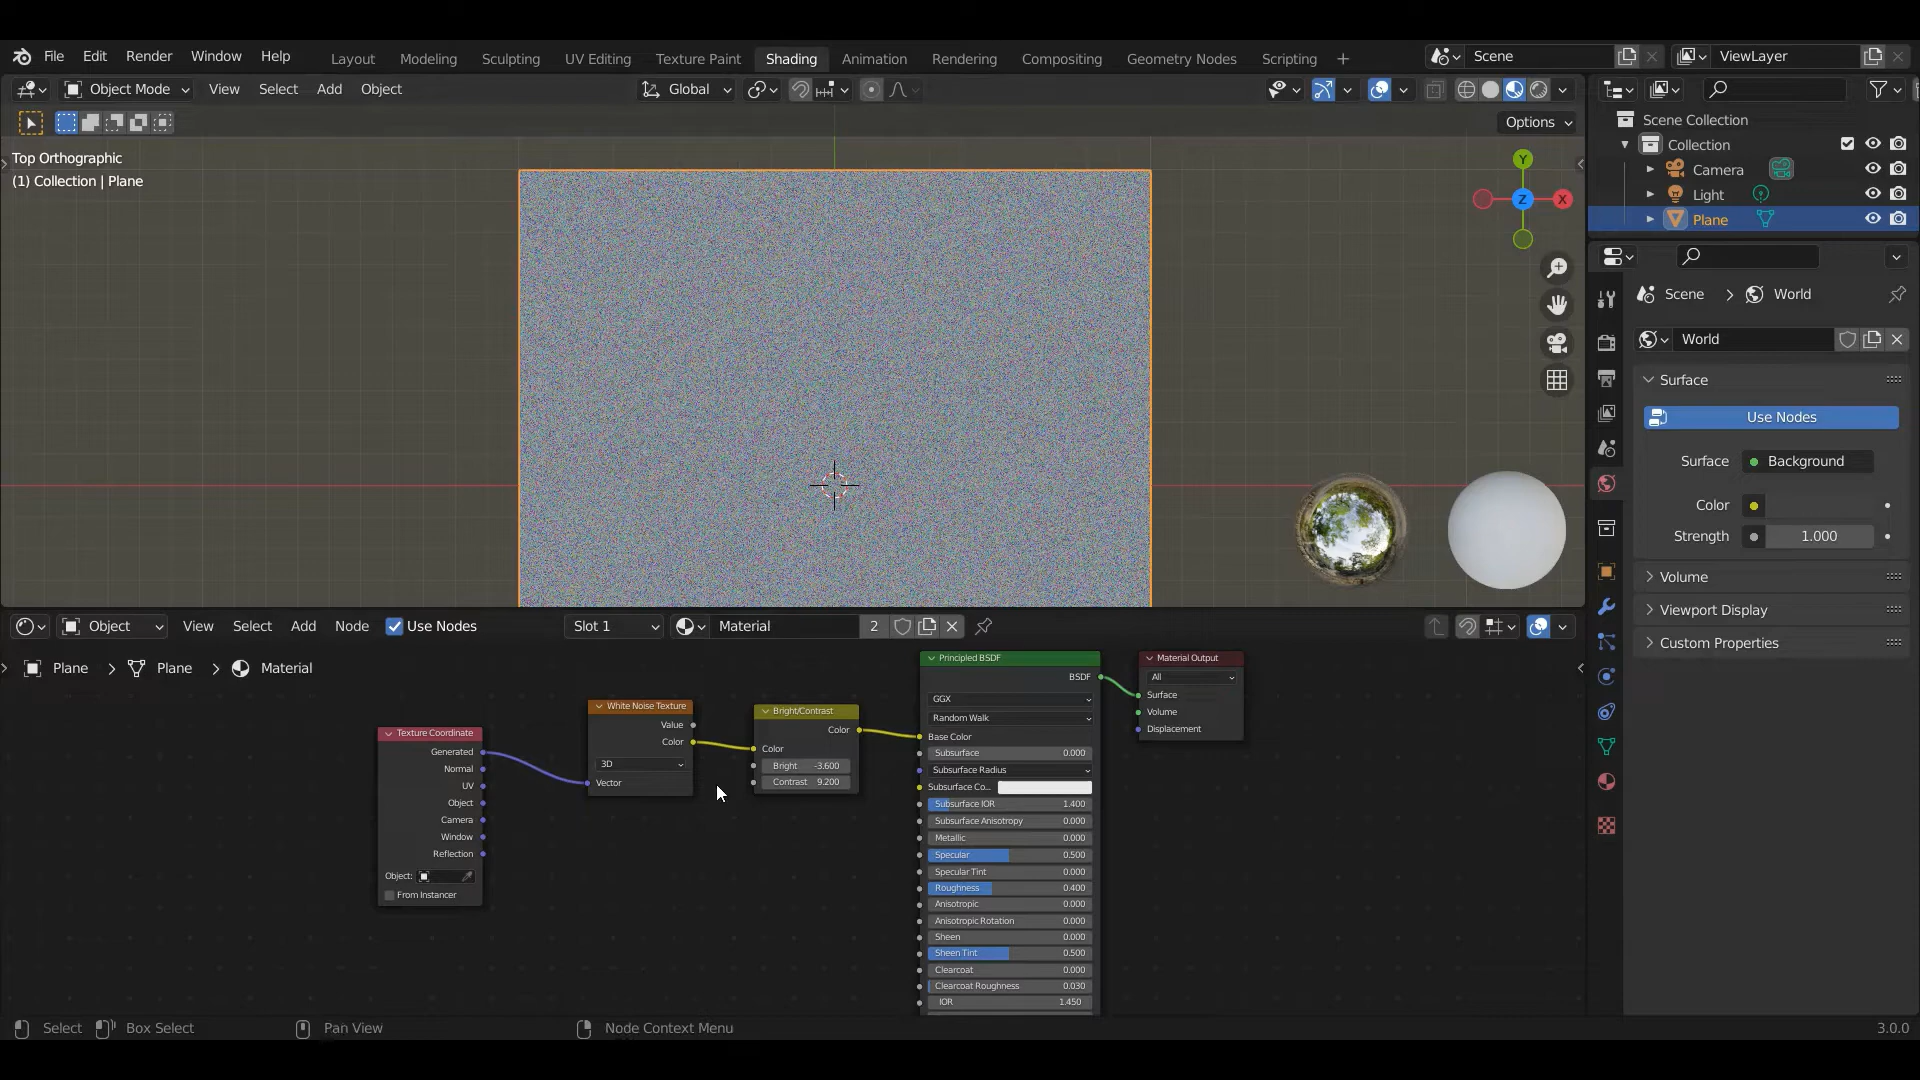 File Edit Render Window Help Layout Modeling Sculpting UV Editing Texture Paint Shading Animation Rendering Compositing Geometry Nodes Scripting + Scene ViewLayer
Object Mode View Select Add Object Global
Options
Top Orthographic
(1) Collection | Plane
Y
X
Z
Scene Collection
Collection
Camera
Light
Plane
Scene > World
World
Surface
Use Nodes
Surface Background
Color
Strength 1.000
Volume
Viewport Display
Custom Properties
Object View Select Add Node Use Nodes Slot 1 Material 2
Plane > Plane > Material
Texture Coordinate
Generated
Normal
UV
Object
Camera
Window
Reflection
Object:
From Instancer
White Noise Texture
Value
Color
3D
Vector
Bright/Contrast
Color
Color
Bright -3.600
Contrast 9.200
Principled BSDF
BSDF
GGX
Random Walk
Base Color
Subsurface 0.000
Subsurface Radius
Subsurface Co...
Subsurface IOR 1.400
Subsurface Anisotropy 0.000
Metallic 0.000
Specular 0.500
Specular Tint 0.000
Roughness 0.400
Anisotropic 0.000
Anisotropic Rotation 0.000
Sheen 0.000
Sheen Tint 0.500
Clearcoat 0.000
Clearcoat Roughness 0.030
IOR 1.450
Material Output
All
Surface
Volume
Displacement
Select Box Select Pan View Node Context Menu 3.0.0